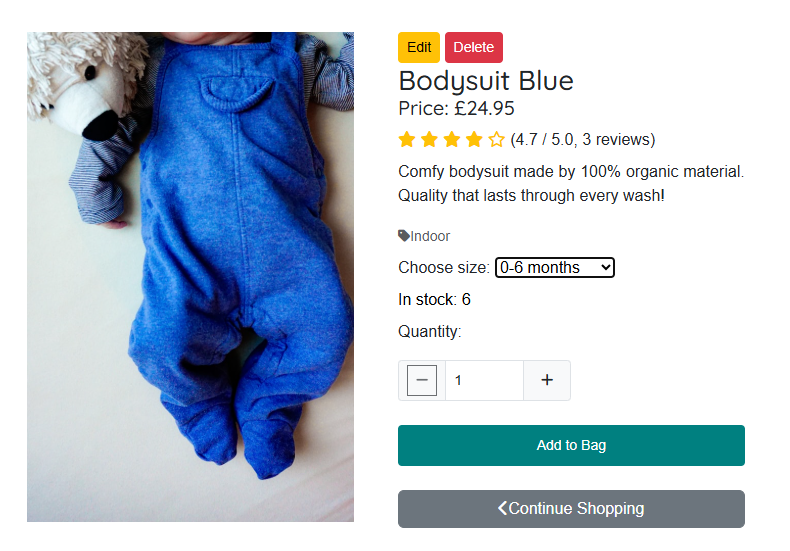 Edit Delete
Bodysuit Blue
Price: £24.95
(4.7 / 5.0, 3 reviews)
Comfy bodysuit made by 100% organic material.
Quality that lasts through every wash!
Indoor
Choose size: 0-6 months
In stock: 6
Quantity:
− 1 +
Add to Bag
Continue Shopping